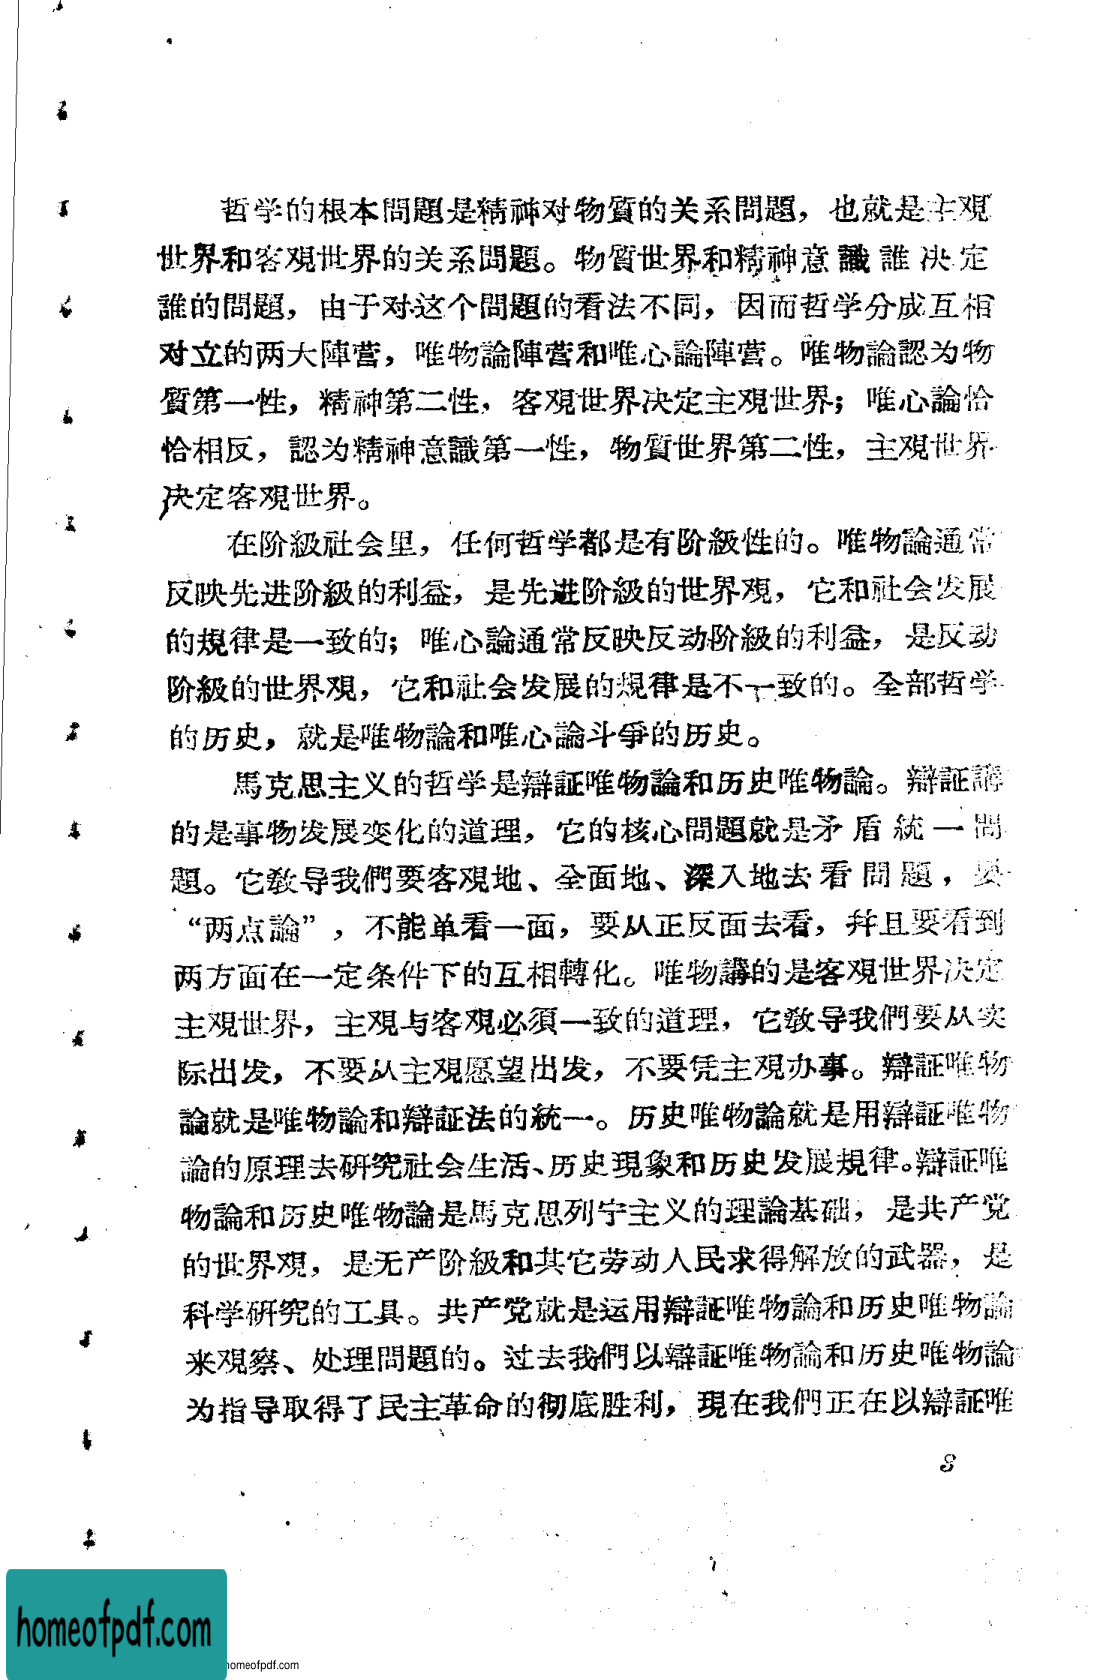 哲学的根本問題是精神对物質的关系問題，也就是主观
世界和客观世界的关系問題。物質世界和精神意識誰决定
誰的問題，由于对这个問題的看法不同，因而哲学分成互相
对立的两大陣营，唯物論陣营和唯心論陣营。唯物論認为物
質第一性，精神第二性，客观世界决定主观世界；唯心論恰
恰相反，認为精神意識第一性，物質世界第二性，主观世界
决定客观世界。
在阶級社会里，任何哲学都是有阶級性的。唯物論通常
反映先进阶級的利益，是先进阶級的世界观，它和社会发展
的規律是一致的；唯心論通常反映反动阶級的利益，是反动
阶級的世界观，它和社会发展的規律是不一致的。全部哲学
的历史，就是唯物論和唯心論斗爭的历史。
馬克思主义的哲学是辯証唯物論和历史唯物論。辯証講
的是事物发展变化的道理，它的核心問題就是矛盾統一問
題。它敎导我們要客观地、全面地、深入地去看問題，要
“两点論”，不能单看一面，要从正反面去看，幷且要看到
两方面在一定条件下的互相轉化。唯物講的是客观世界决定
主观世界，主观与客观必須一致的道理，它敎导我們要从实
际出发，不要从主观愿望出发，不要凭主观办事。辯証唯物
論就是唯物論和辯証法的統一。历史唯物論就是用辯証唯物
論的原理去研究社会生活、历史現象和历史发展規律。辯証唯
物論和历史唯物論是馬克思列宁主义的理論基础，是共产党
的世界观，是无产阶級和其它劳动人民求得解放的武器，是
科学研究的工具。共产党就是运用辯証唯物論和历史唯物論
来观察、处理問題的。过去我們以辯証唯物論和历史唯物論
为指导取得了民主革命的彻底胜利，現在我們正在以辯証唯
3
homeofpdf.com
homeofpdf.com